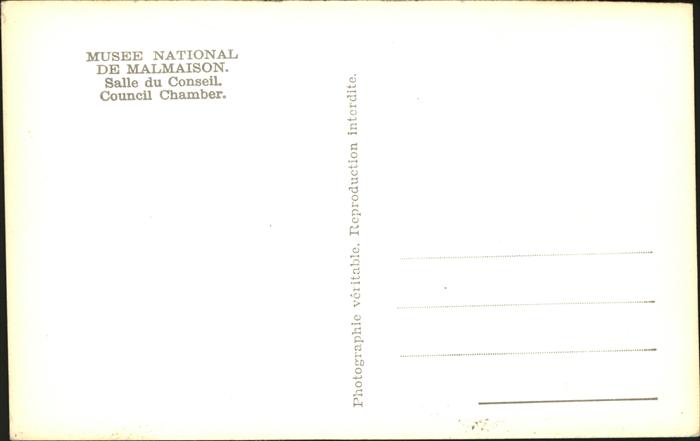 MUSEE NATIONAL
DE MALMAISON.
Salle du Conseil.
Council Chamber.
Photographie véritable. Reproduction interdite.